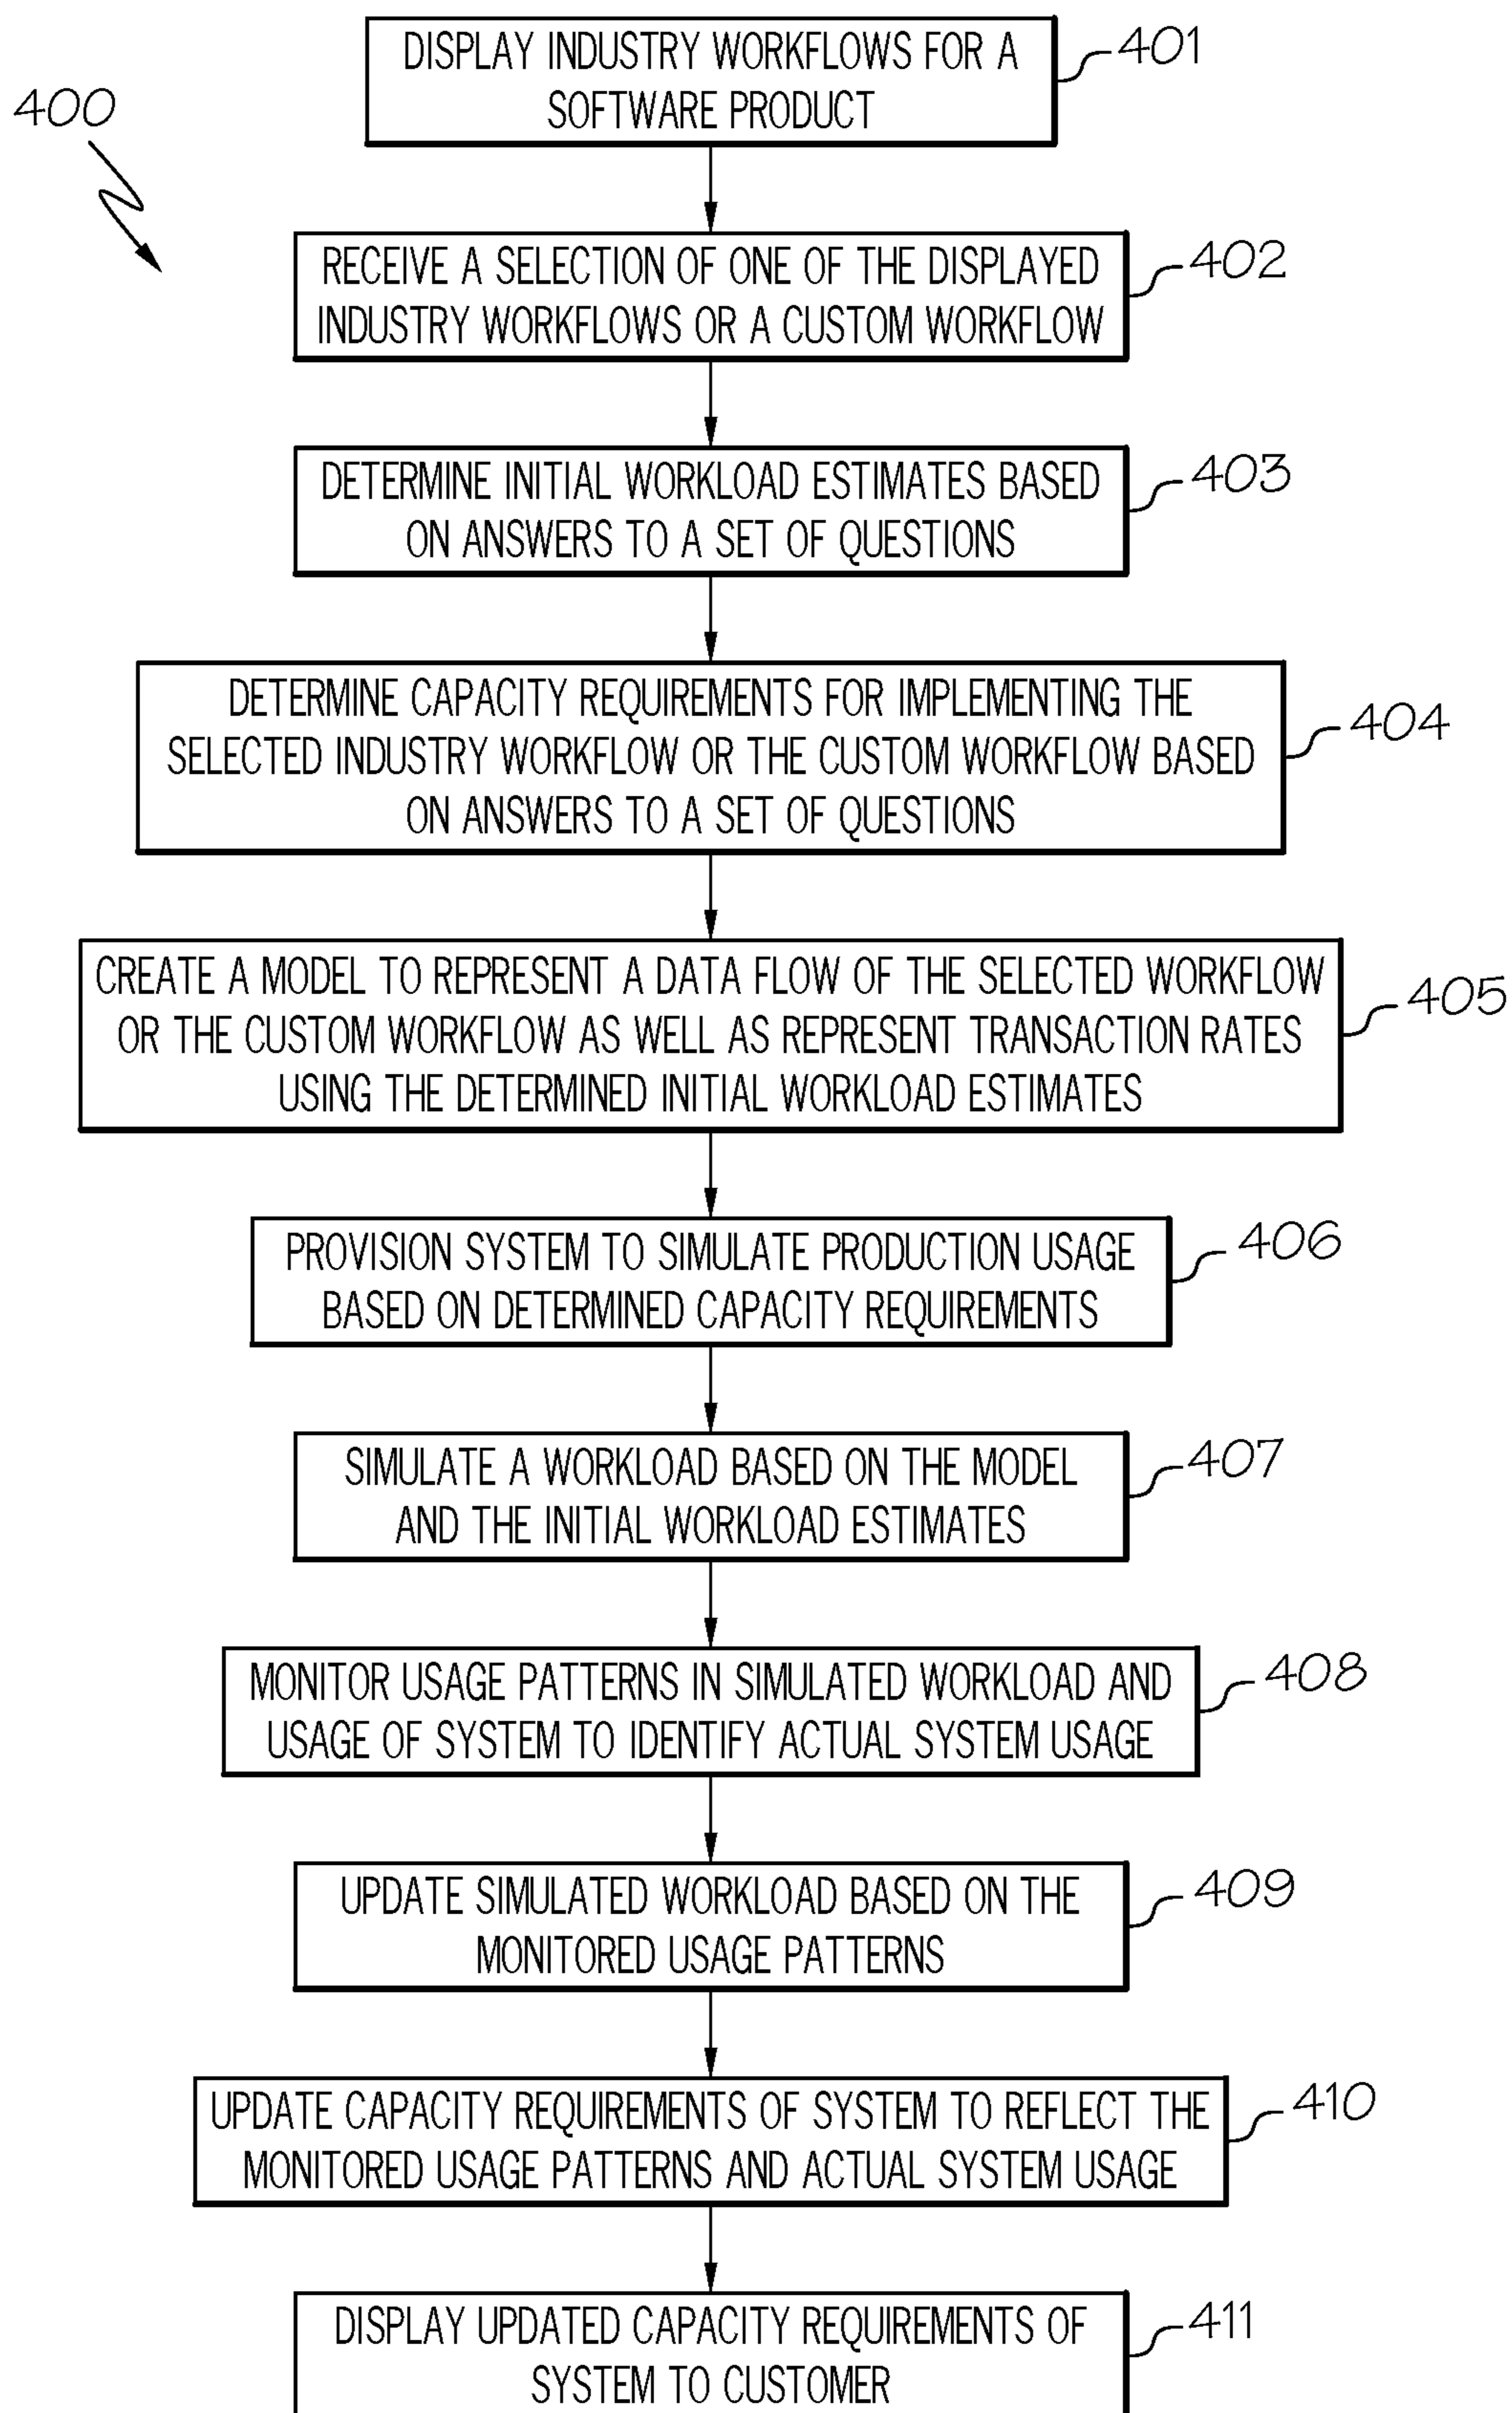 400
DISPLAY INDUSTRY WORKFLOWS FOR A
SOFTWARE PRODUCT
401
RECEIVE A SELECTION OF ONE OF THE DISPLAYED
INDUSTRY WORKFLOWS OR A CUSTOM WORKFLOW
402
DETERMINE INITIAL WORKLOAD ESTIMATES BASED
ON ANSWERS TO A SET OF QUESTIONS
403
DETERMINE CAPACITY REQUIREMENTS FOR IMPLEMENTING THE
SELECTED INDUSTRY WORKFLOW OR THE CUSTOM WORKFLOW BASED
ON ANSWERS TO A SET OF QUESTIONS
404
CREATE A MODEL TO REPRESENT A DATA FLOW OF THE SELECTED WORKFLOW
OR THE CUSTOM WORKFLOW AS WELL AS REPRESENT TRANSACTION RATES
USING THE DETERMINED INITIAL WORKLOAD ESTIMATES
405
PROVISION SYSTEM TO SIMULATE PRODUCTION USAGE
BASED ON DETERMINED CAPACITY REQUIREMENTS
406
SIMULATE A WORKLOAD BASED ON THE MODEL
AND THE INITIAL WORKLOAD ESTIMATES
407
MONITOR USAGE PATTERNS IN SIMULATED WORKLOAD AND
USAGE OF SYSTEM TO IDENTIFY ACTUAL SYSTEM USAGE
408
UPDATE SIMULATED WORKLOAD BASED ON THE
MONITORED USAGE PATTERNS
409
UPDATE CAPACITY REQUIREMENTS OF SYSTEM TO REFLECT THE
MONITORED USAGE PATTERNS AND ACTUAL SYSTEM USAGE
410
DISPLAY UPDATED CAPACITY REQUIREMENTS OF
SYSTEM TO CUSTOMER
411